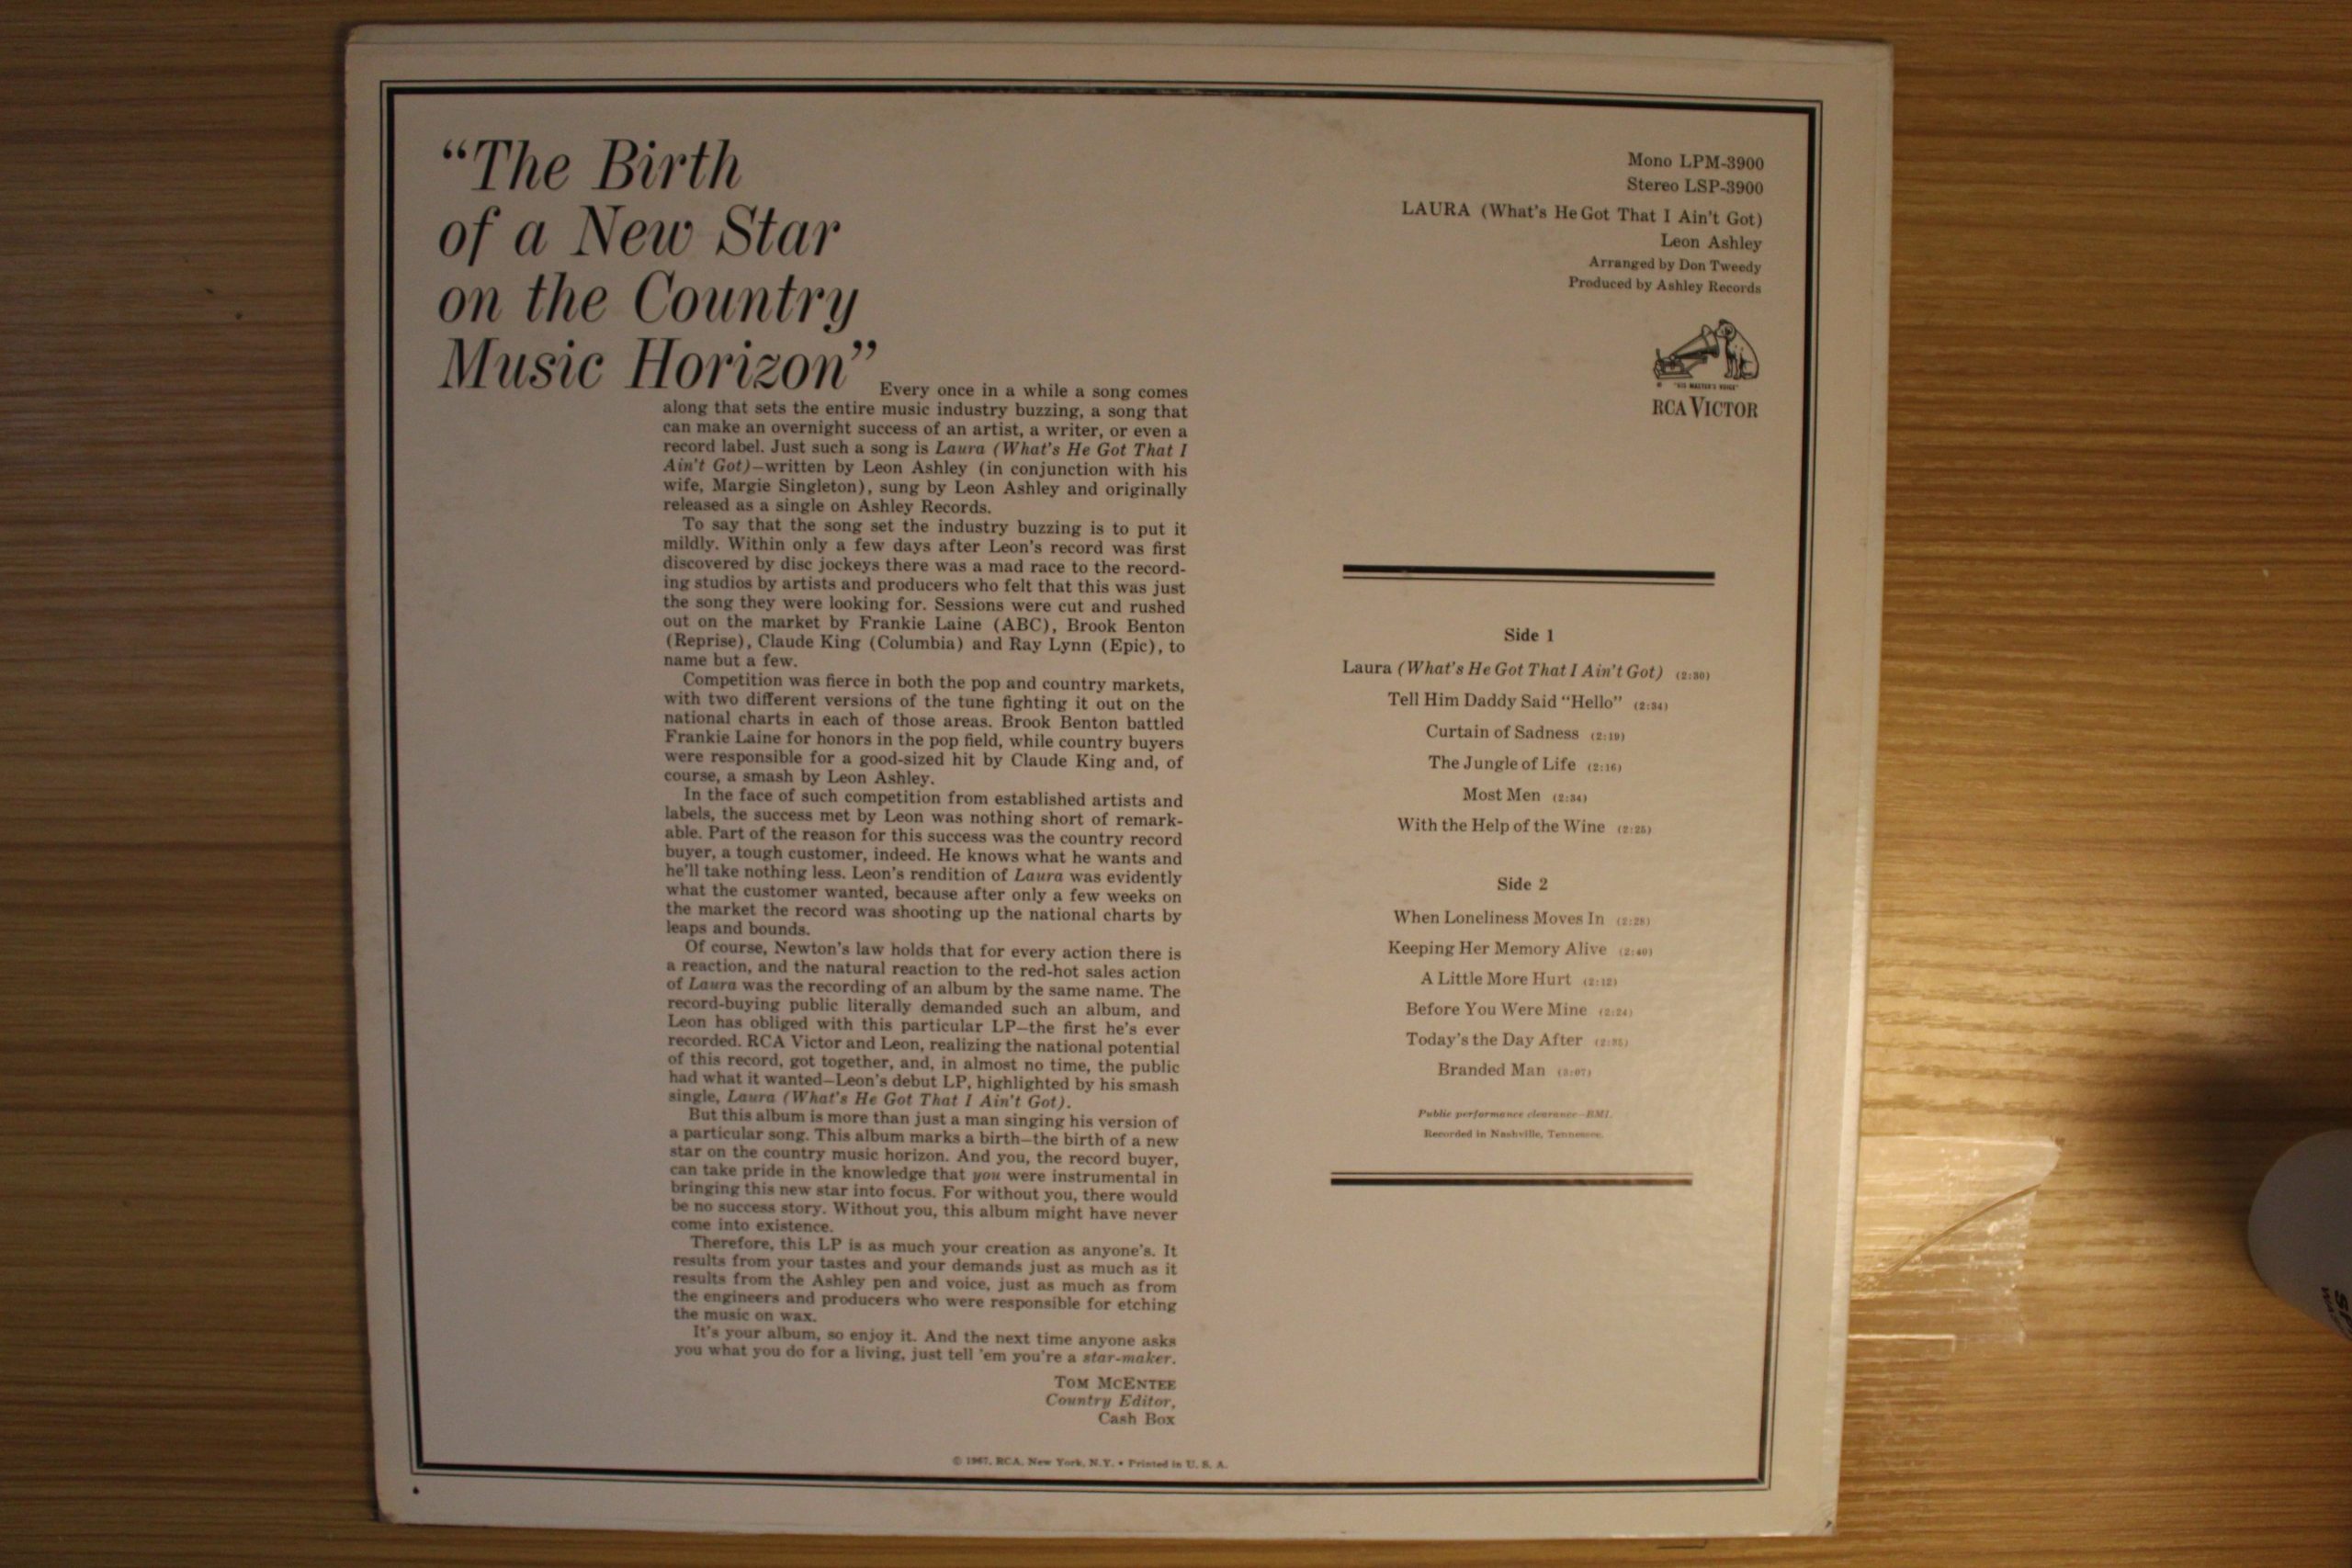 “The Birth
of a New Star
on the Country
Music Horizon”
Every once in a while a song comes
along that sets the entire music industry buzzing, a song that
can make an overnight success of an artist, a writer, or even a
record label. Just such a song is Laura (What's He Got That I
Ain't Got)—written by Leon Ashley (in conjunction with his
wife, Margie Singleton), sung by Leon Ashley and originally
released as a single on Ashley Records.
To say that the song set the industry buzzing is to put it
mildly. Within only a few days after Leon's record was first
discovered by disc jockeys there was a mad race to the record-
ing studios by artists and producers who felt that this was just
the song they were looking for. Sessions were cut and rushed
out on the market by Frankie Laine (ABC), Brook Benton
(Reprise), Claude King (Columbia) and Ray Lynn (Epic), to
name but a few.
Competition was fierce in both the pop and country markets,
with two different versions of the tune fighting it out on the
national charts in each of those areas. Brook Benton battled
Frankie Laine for honors in the pop field, while country buyers
were responsible for a good-sized hit by Claude King and, of
course, a smash by Leon Ashley.
In the face of such competition from established artists and
labels, the success met by Leon was nothing short of remark-
able. Part of the reason for this success was the country record
buyer, a tough customer, indeed. He knows what he wants and
he'll take nothing less. Leon's rendition of Laura was evidently
what the customer wanted, because after only a few weeks on
the market the record was shooting up the national charts by
leaps and bounds.
Of course, Newton's law holds that for every action there is
a reaction, and the natural reaction to the red-hot sales action
of Laura was the recording of an album by the same name. The
record-buying public literally demanded such an album, and
Leon has obliged with this particular LP—the first he's ever
recorded. RCA Victor and Leon, realizing the national potential
of this record, got together, and, in almost no time, the public
had what it wanted—Leon's debut LP, highlighted by his smash
single, Laura (What's He Got That I Ain't Got).
But this album is more than just a man singing his version of
a particular song. This album marks a birth—the birth of a new
star on the country music horizon. And you, the record buyer,
can take pride in the knowledge that you were instrumental in
bringing this new star into focus. For without you, there would
be no success story. Without you, this album might have never
come into existence.
Therefore, this LP is as much your creation as anyone's. It
results from your tastes and your demands just as much as it
results from the Ashley pen and voice, just as much as from
the engineers and producers who were responsible for etching
the music on wax.
It's your album, so enjoy it. And the next time anyone asks
you what you do for a living, just tell 'em you're a star-maker.
TOM MCENTEE
Country Editor,
Cash Box
Mono LPM-3900
Stereo LSP-3900
LAURA (What's He Got That I Ain't Got)
Leon Ashley
Arranged by Don Tweedy
Produced by Ashley Records
"HIS MASTER'S VOICE"
RCA VICTOR
Side 1
Laura (What's He Got That I Ain't Got) (2:30)
Tell Him Daddy Said “Hello” (2:34)
Curtain of Sadness (2:19)
The Jungle of Life (2:16)
Most Men (2:34)
With the Help of the Wine (2:25)
Side 2
When Loneliness Moves In (2:28)
Keeping Her Memory Alive (2:40)
A Little More Hurt (2:12)
Before You Were Mine (2:24)
Today's the Day After
Branded Man
Public performance clearance—BMI.
Recorded in Nashville, Tennessee.
© 1967, RCA, New York, N.Y. • Printed in U. S. A.